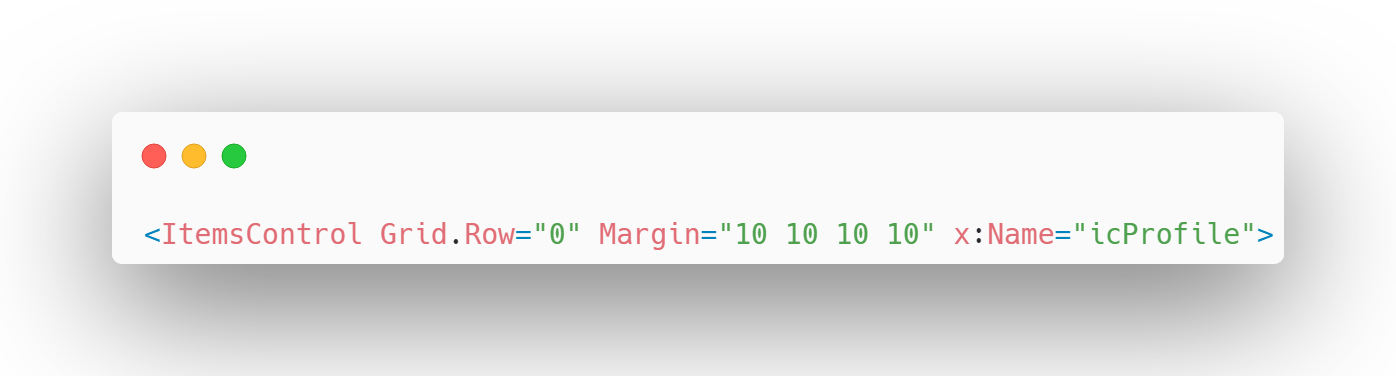 <ItemsControl Grid.Row="0" Margin="10 10 10 10" x:Name="icProfile">